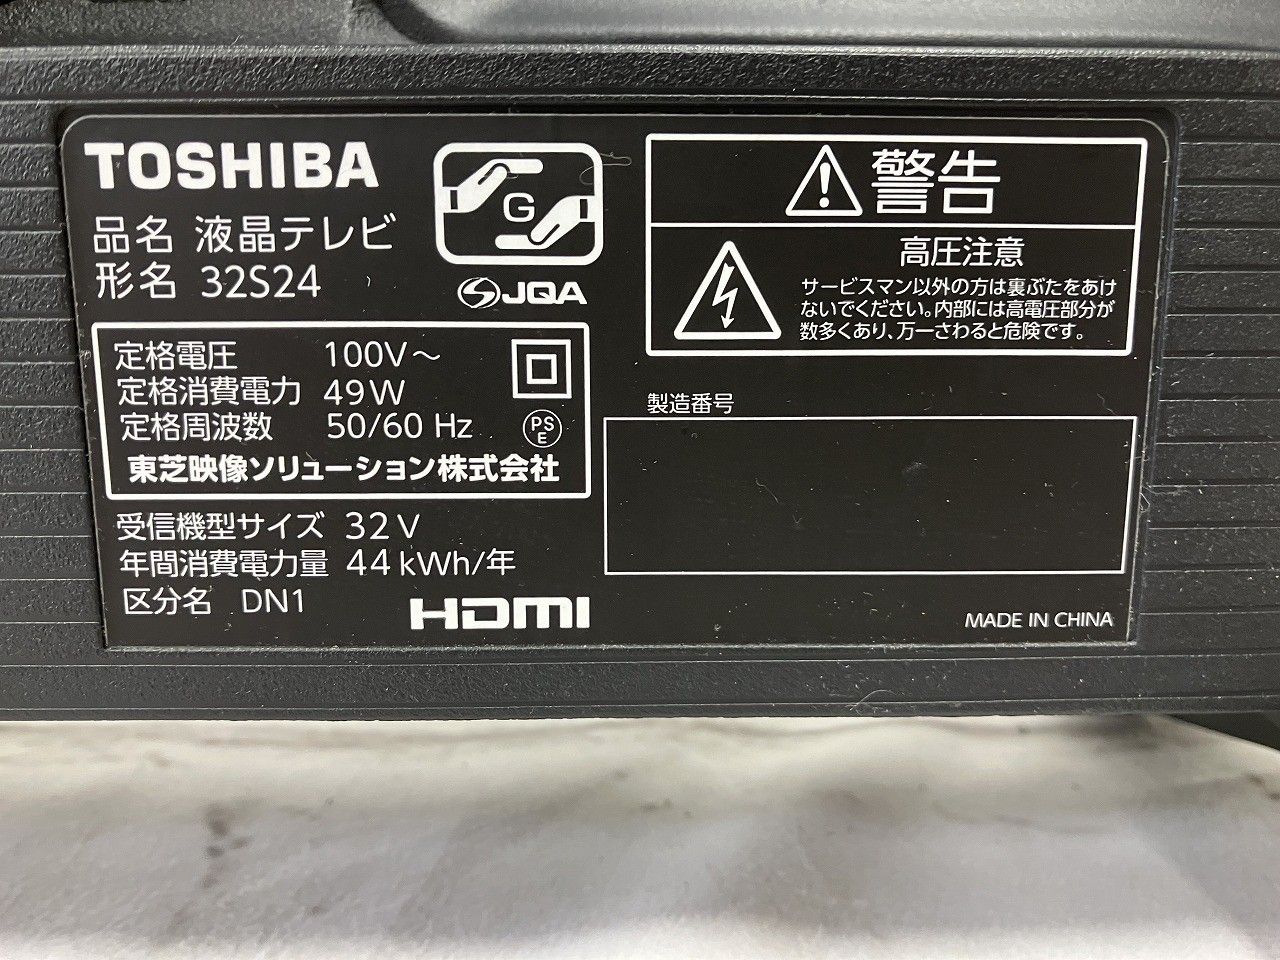 TOSHIBA
品名 液晶テレビ
形名 32S24
G
JQA
定格電圧 100V～
定格消費電力 49W
定格周波数 50/60 Hz
PS
E
東芝映像ソリューション株式会社
受信機型サイズ 32V
年間消費電力量 44kWh/年
区分名 DN1
HDMI
警告
高圧注意
サービスマン以外の方は裏ぶたをあけ
ないでください。内部には高電圧部分が
数多くあり、万一さわると危険です。
製造番号
MADE IN CHINA